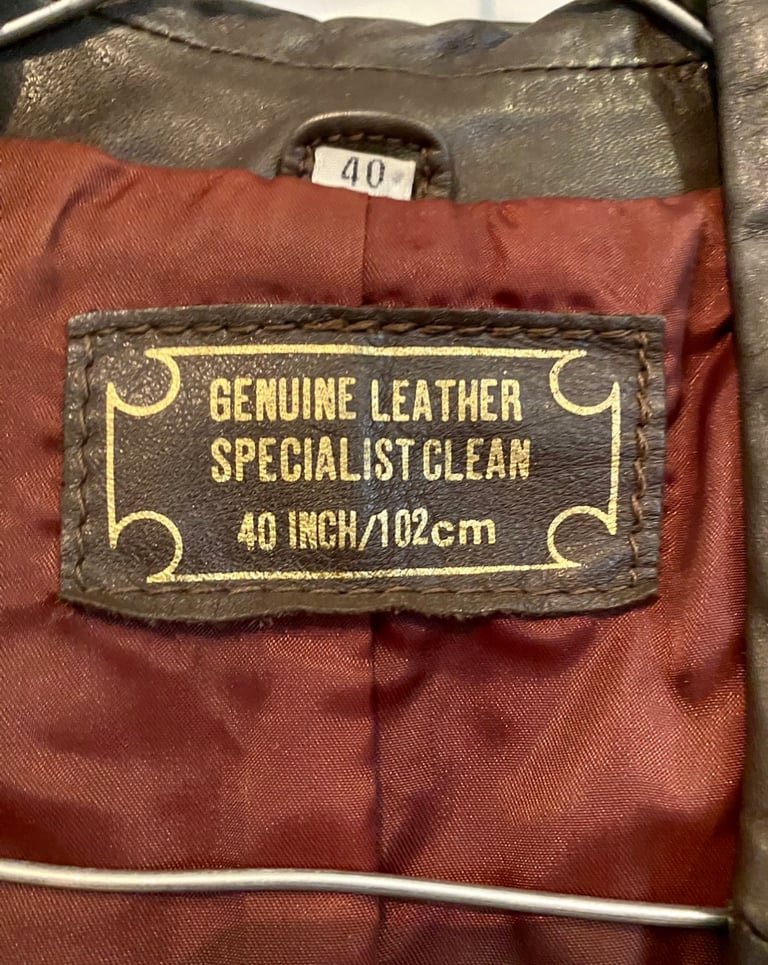 40
GENUINE LEATHER
SPECIALIST CLEAN
40 INCH/102cm